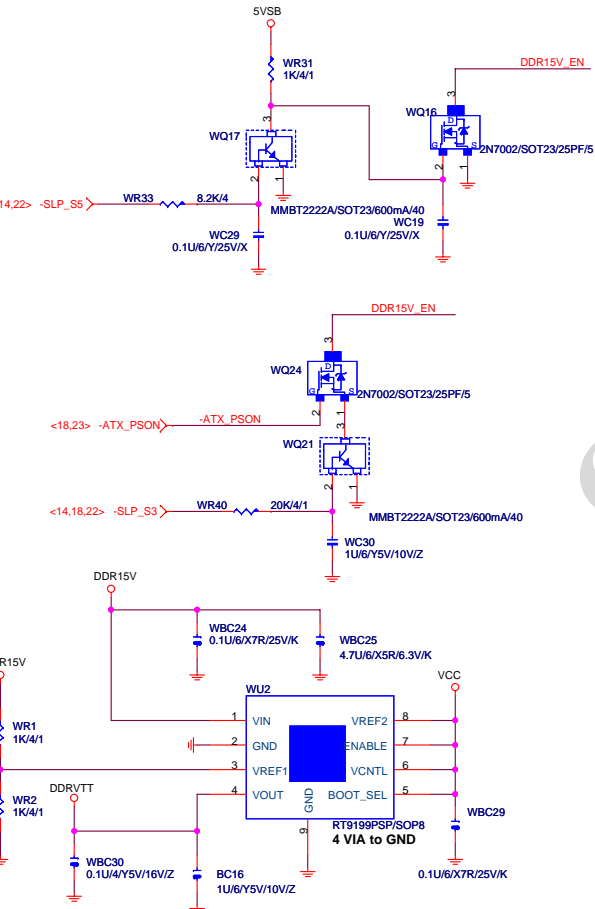 5VSB
WR31
1K/4/1
DDR15V_EN
3
3
WQ16
WQ17
D
G
S
2N7002/SOT23/25PF/5
2
1
2
1
14,22> -SLP_S5
WR33
8.2K/4
MMBT2222A/SOT23/600mA/40
WC29
0.1U/6/Y/25V/X
WC19
0.1U/6/Y/25V/X
DDR15V_EN
3
WQ24
D
G
S
2N7002/SOT23/25PF/5
2
1
<18,23> -ATX_PSON
-ATX_PSON
3
WQ21
2
1
<14,18,22> -SLP_S3
WR40
20K/4/1
MMBT2222A/SOT23/600mA/40
WC30
1U/6/Y5V/10V/Z
DDR15V
WBC24
0.1U/6/X7R/25V/K
WBC25
4.7U/6/X5R/6.3V/K
R15V
VCC
WU2
1
VIN
VREF2
8
WR1
1K/4/1
2
GND
ENABLE
7
3
VREF1
VCNTL
6
DDRVTT
4
VOUT
BOOT_SEL
5
WR2
1K/4/1
GND
9
WBC29
RT9199PSP/SOP8
4 VIA to GND
WBC30
0.1U/4/Y5V/16V/Z
BC16
1U/6/Y5V/10V/Z
0.1U/6/X7R/25V/K